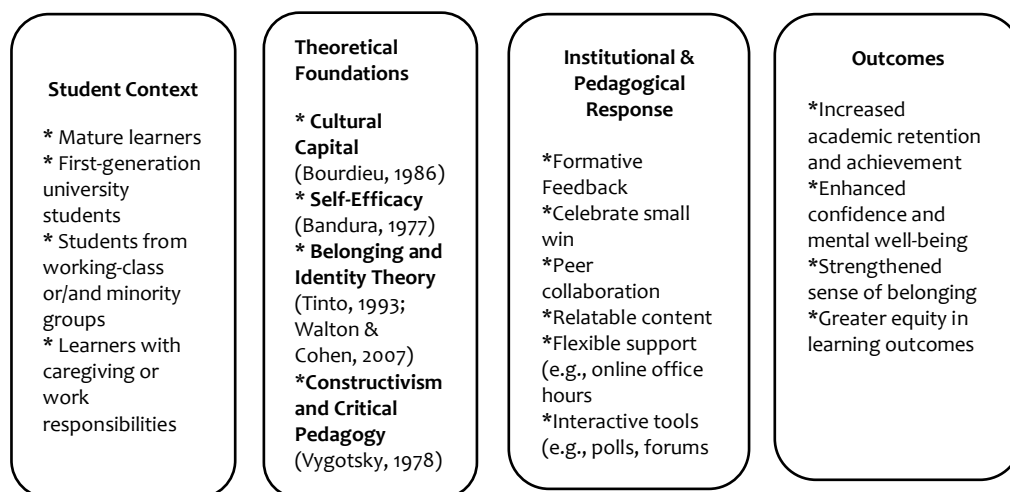 Student Context
* Mature learners
* First-generation
university
students
* Students from
working-class
or/and minority
groups
* Learners with
caregiving or
work
responsibilities
Theoretical
Foundations
* Cultural
Capital
(Bourdieu, 1986)
* Self-Efficacy
(Bandura, 1977)
* Belonging and
Identity Theory
(Tinto, 1993;
Walton &
Cohen, 2007)
*Constructivism
and Critical
Pedagogy
(Vygotsky, 1978)
Institutional &
Pedagogical
Response
*Formative
Feedback
*Celebrate small
win
*Peer
collaboration
*Relatable content
*Flexible support
(e.g., online office
hours
*Interactive tools
(e.g., polls, forums
Outcomes
*Increased
academic retention
and achievement
*Enhanced
confidence and
mental well-being
*Strengthened
sense of belonging
*Greater equity in
learning outcomes